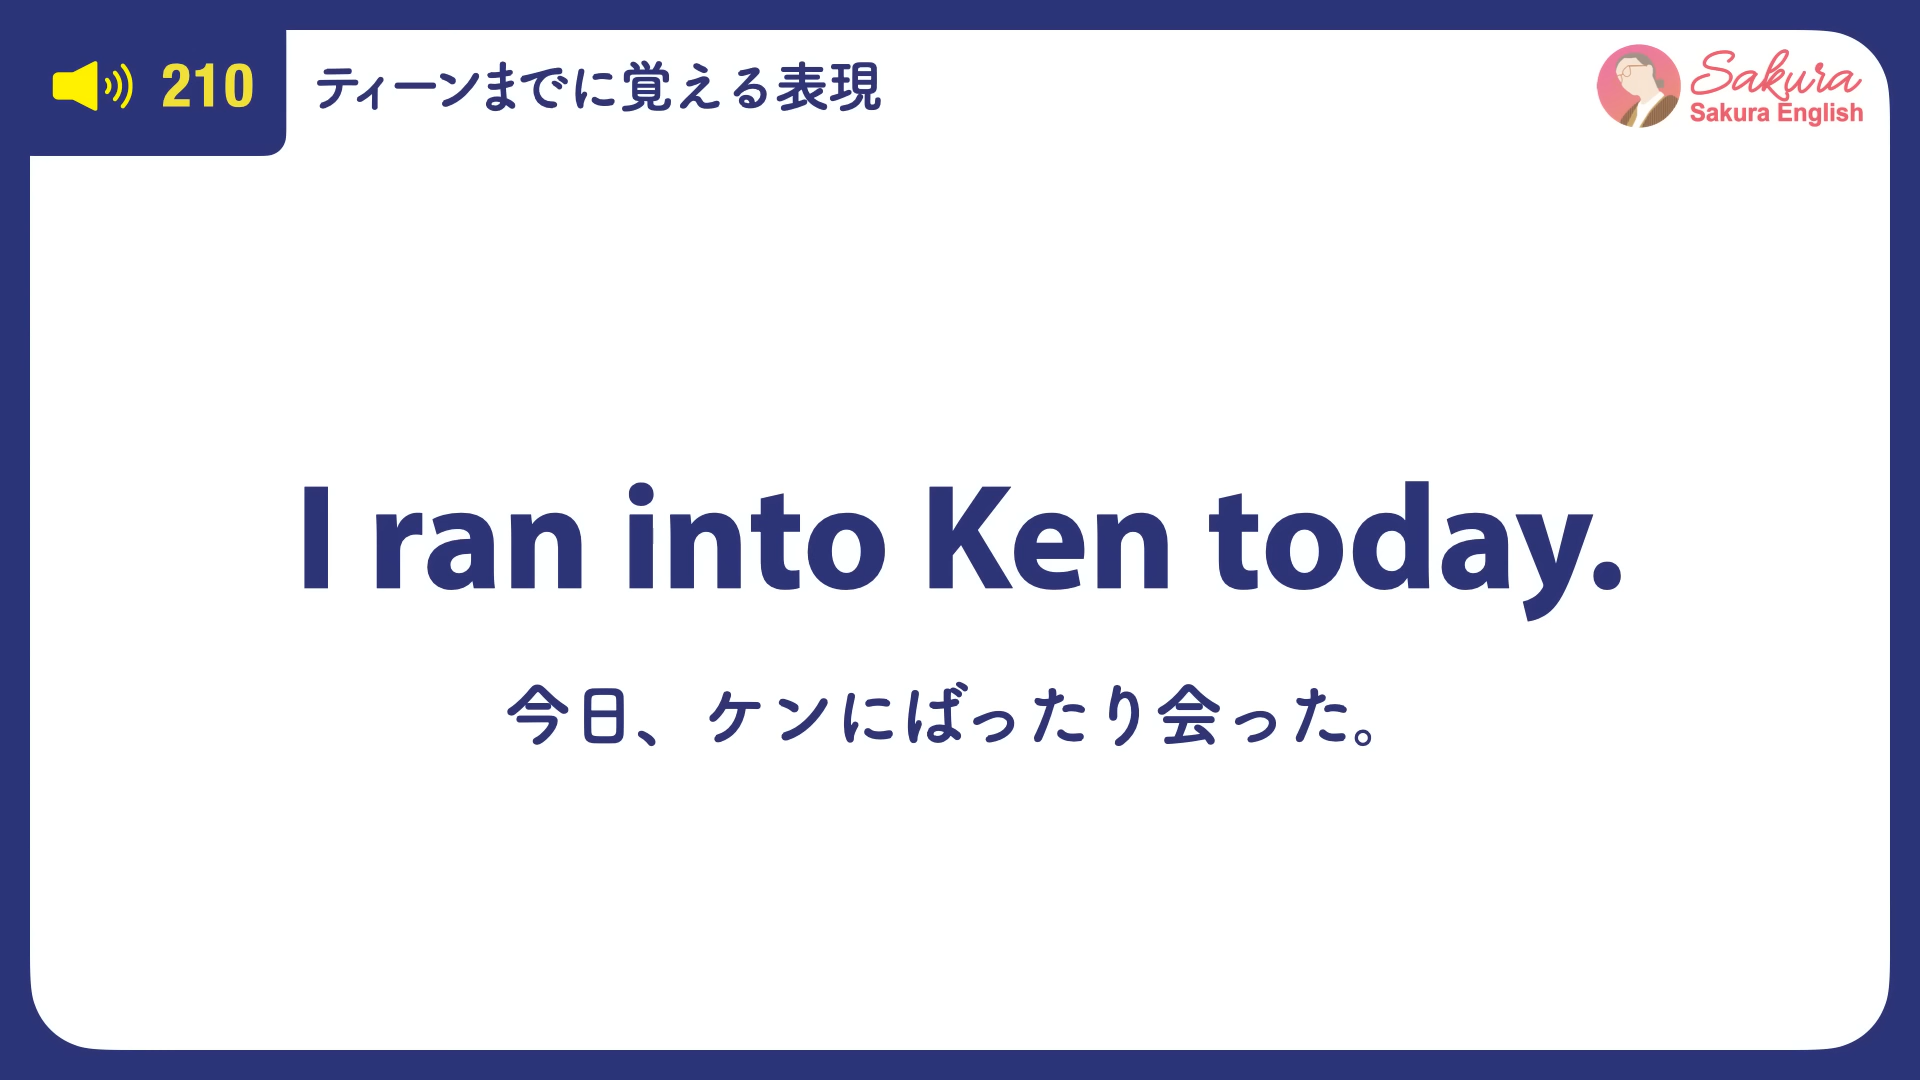 210
ティーンまでに覚える表現
Sakura
Sakura English
I ran into Ken today.
今日、ケンにばったり会った。